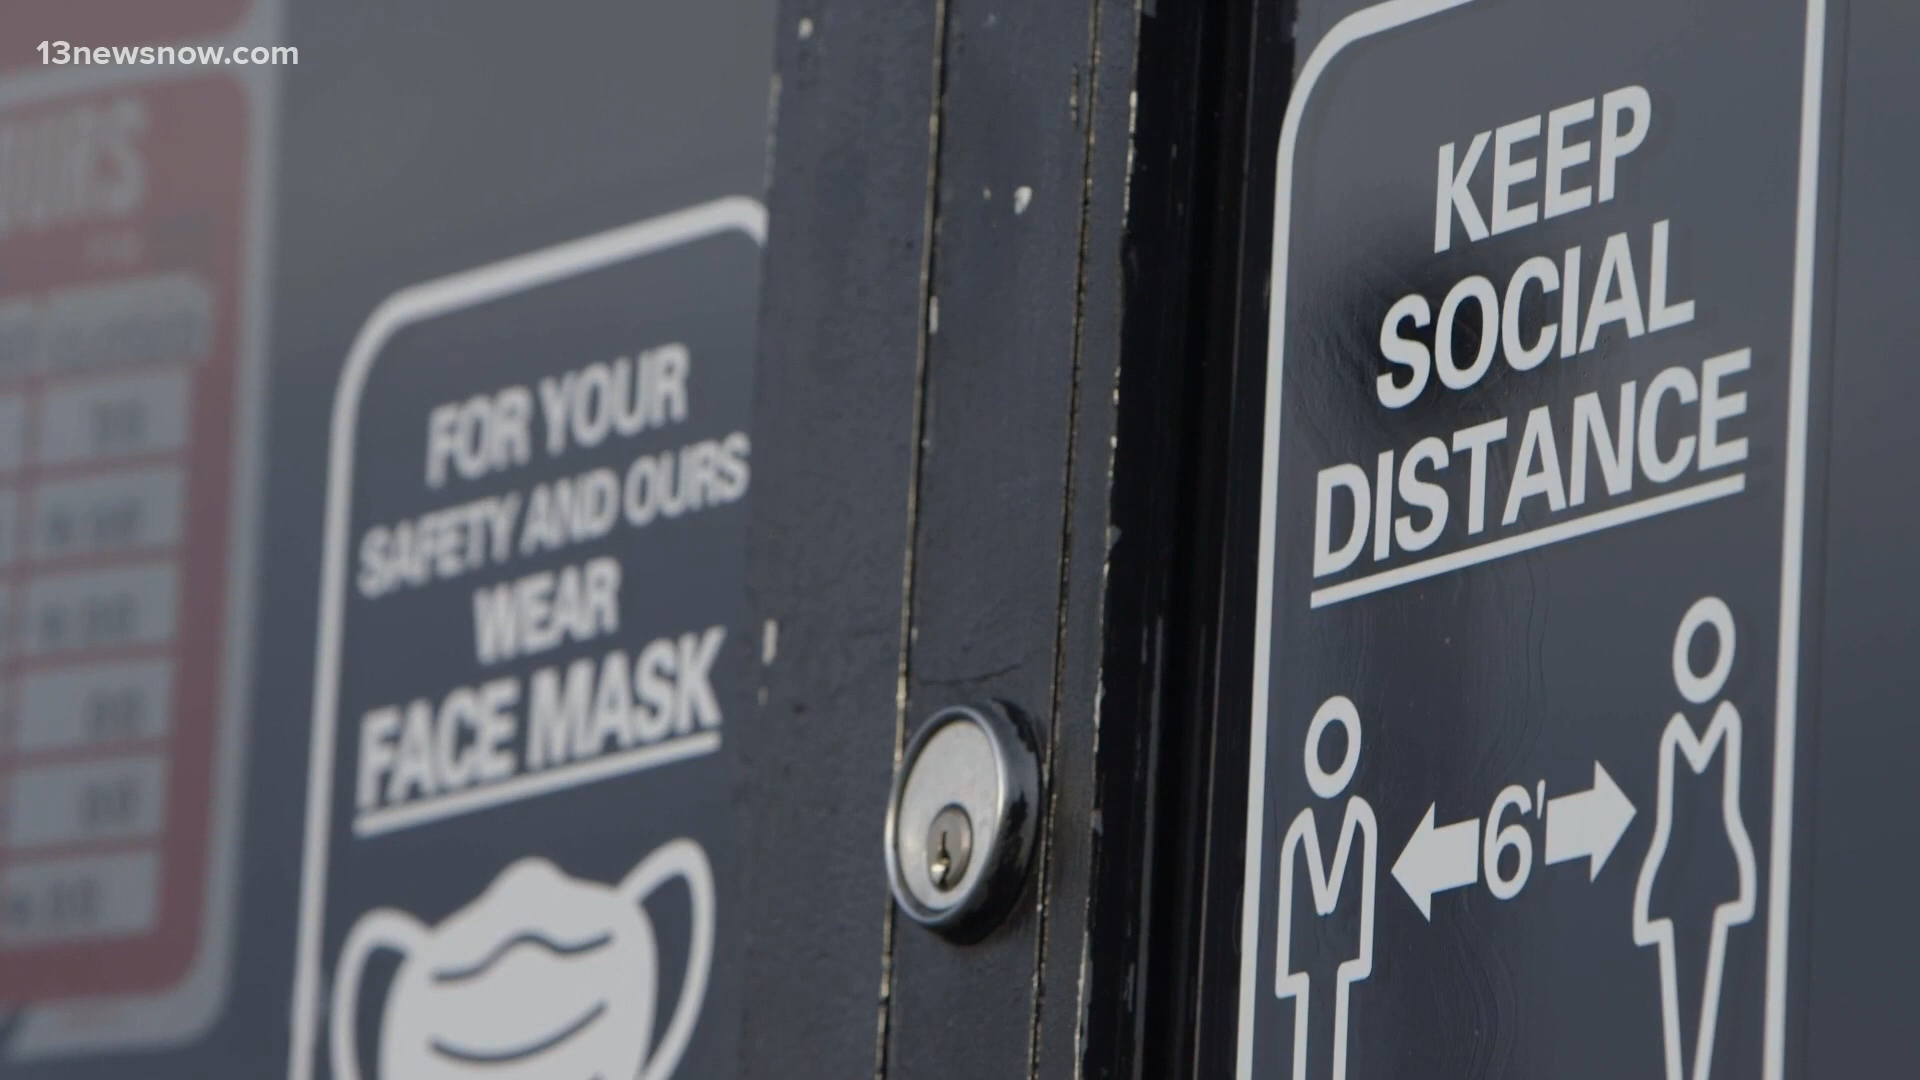 13newsnow.com
FOR YOUR
SAFETY AND OURS
WEAR
FACE MASK
KEEP
SOCIAL
DISTANCE
6'